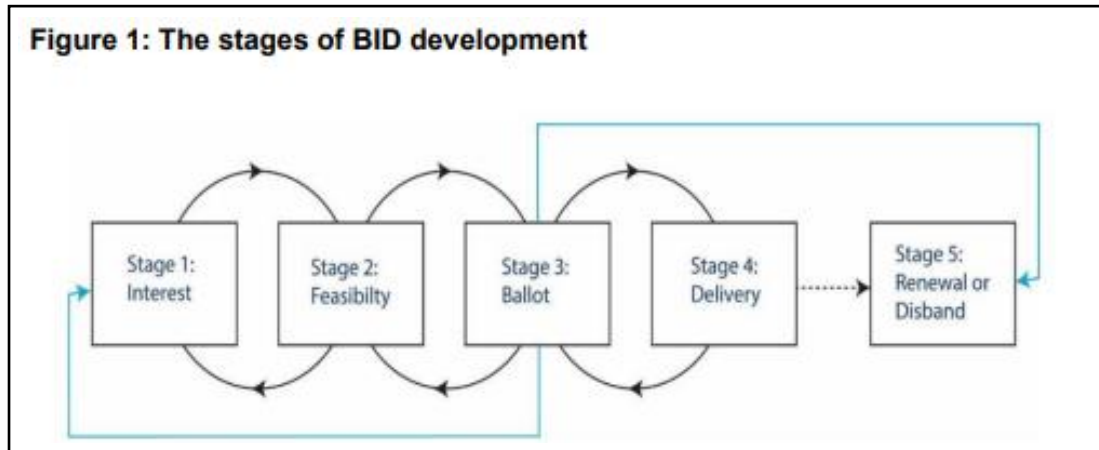 Figure 1: The stages of BID development
Stage 1:
Interest
Stage 2:
Feasibilty
Stage 3:
Ballot
Stage 4:
Delivery
Stage 5:
Renewal or
Disband